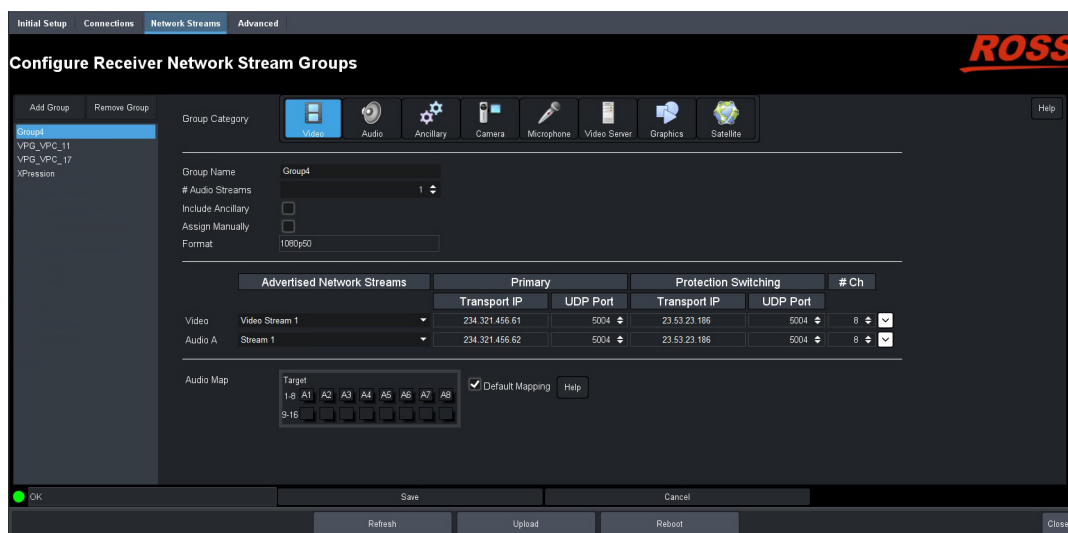 Initial Setup Connections Network Streams Advanced
ROSS
Configure Receiver Network Stream Groups
Add Group Remove Group
Group4
VPG_VPC_11
VPG_VPC_17
XPression
Group Category
Video Audio Ancillary Camera Microphone Video Server Graphics Satellite
Help
Group Name Group4
# Audio Streams 1
Include Ancillary
Assign Manually
Format 1080p50
Advertised Network Streams Primary Protection Switching # Ch
Transport IP UDP Port Transport IP UDP Port
Video Video Stream 1 234.321.456.61 5004 23.53.23.186 5004 8
Audio A Stream 1 234.321.456.62 5004 23.53.23.186 5004 8
Audio Map Target Default Mapping Help
1-8 A1 A2 A3 A4 A5 A6 A7 A8
9-16
OK Save Cancel
Refresh Upload Reboot Close